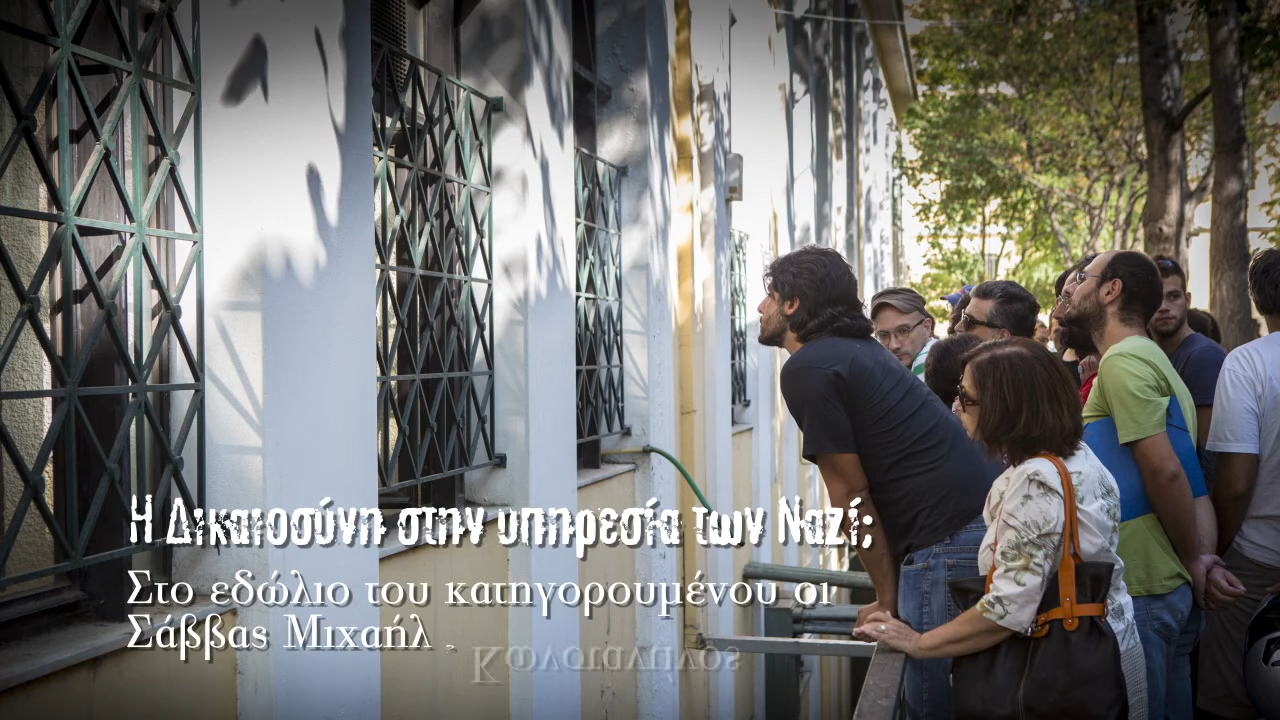 Η Δικαιοσύνη στην υπηρεσία των Ναζί;
Στο εδώλιο του κατηγορουμένου οι
Σάββας Μιχαήλ